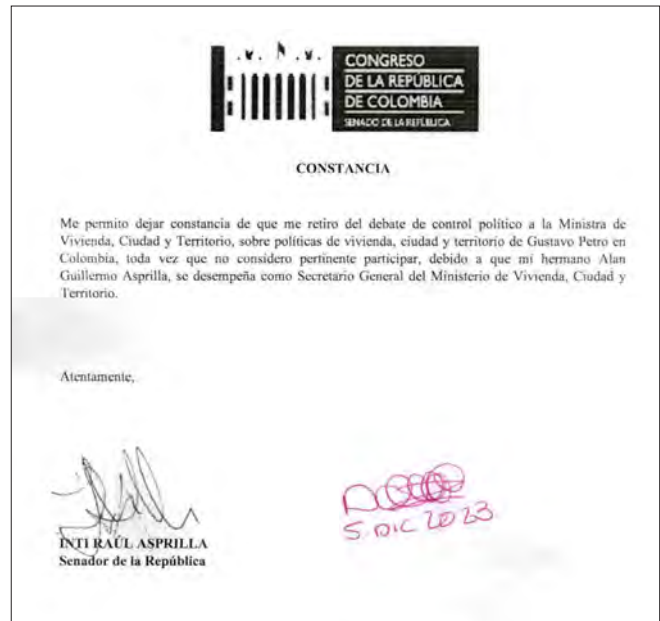 CONGRESO
DE LA REPÚBLICA
DE COLOMBIA
SENADO DE LA REPÚBLICA
CONSTANCIA
Me permito dejar constancia de que me retiro del debate de control político a la Ministra de
Vivienda, Ciudad y Territorio, sobre políticas de vivienda, ciudad y territorio de Gustavo Petro en
Colombia, toda vez que no considero pertinente participar, debido a que mi hermano Alan
Guillermo Asprilla, se desempeña como Secretario General del Ministerio de Vivienda, Ciudad y
Territorio.
Atentamente,
INTI RAÚL ASPRILLA
Senador de la República
5 DIC 2023